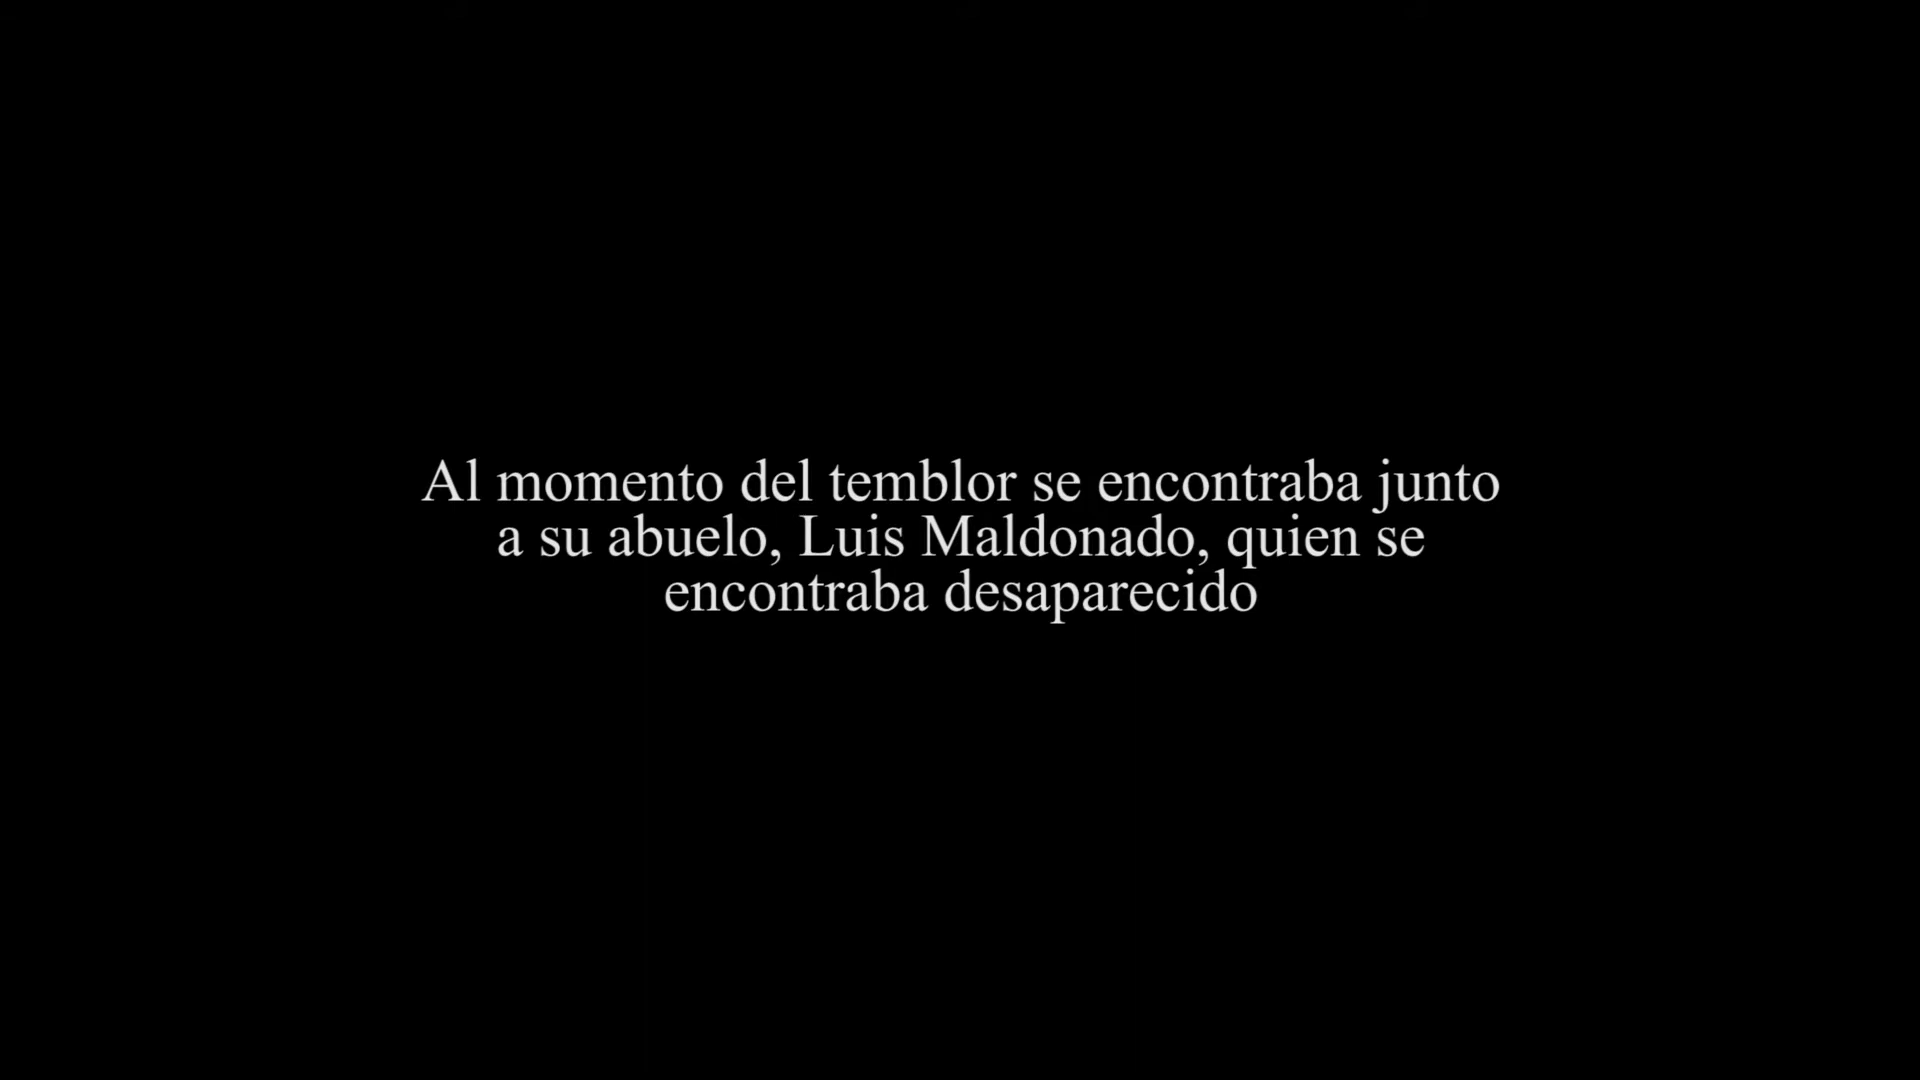 Al momento del temblor se encontraba junto
a su abuelo, Luis Maldonado, quien se
encontraba desaparecido